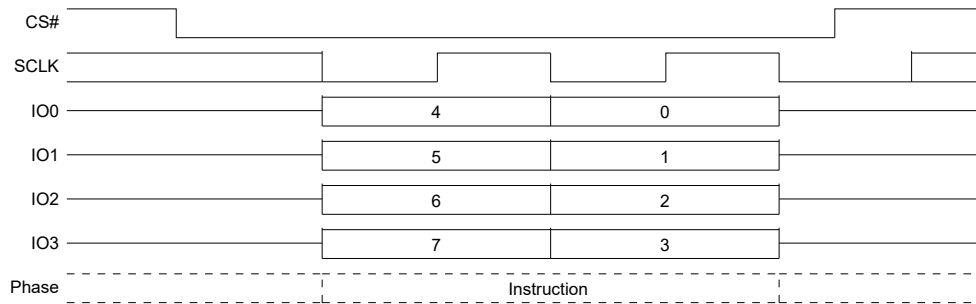 CS#
SCLK
IO0 4 0
IO1 5 1
IO2 6 2
IO3 7 3
Phase Instruction